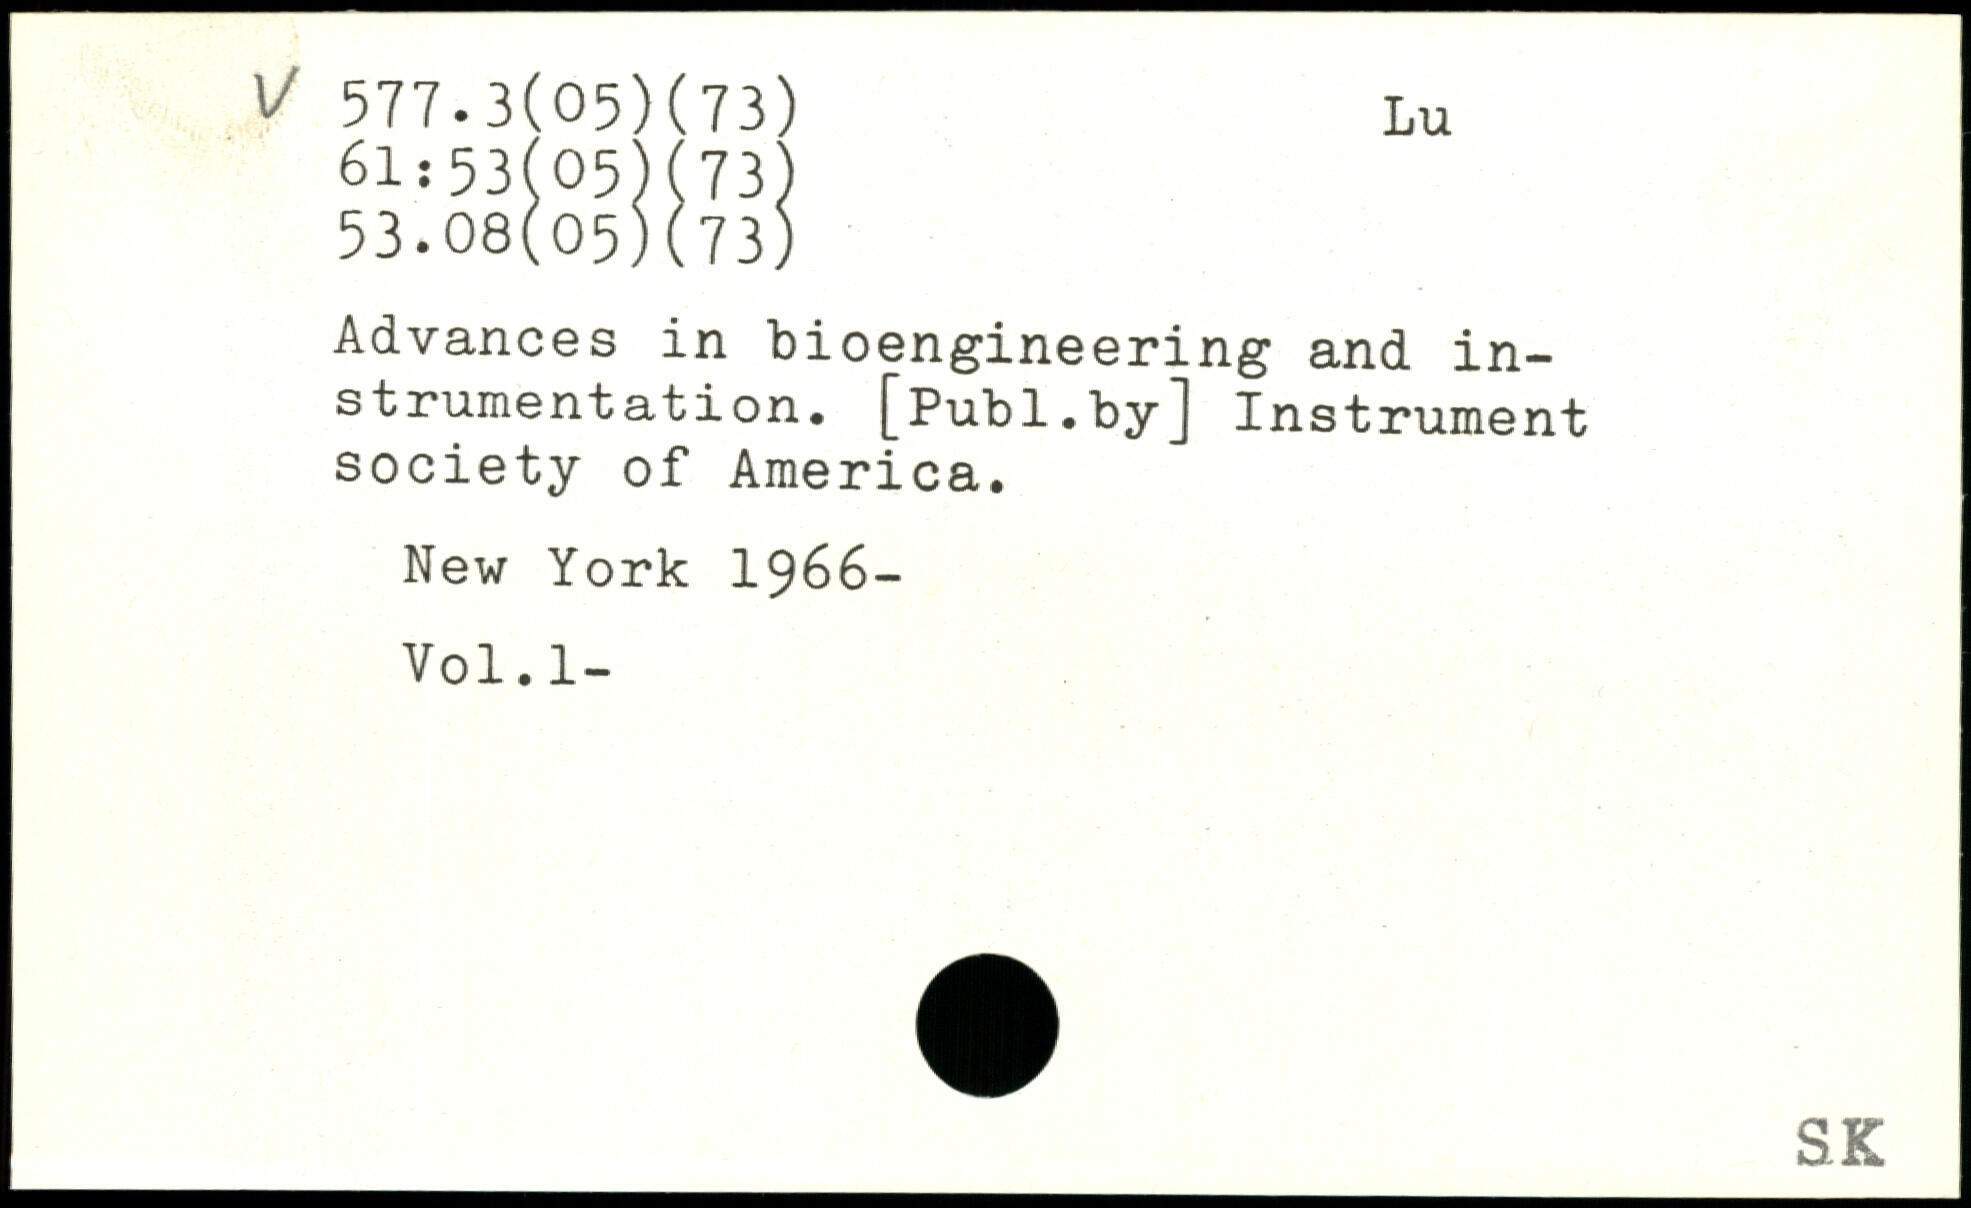 V 577.3(05)(73) Lu
61:53(05)(73)
53.08(05)(73)
Advances in bioengineering and in-
strumentation. [Publ.by] Instrument
society of America.
New York 1966-
Vol.1-
SK